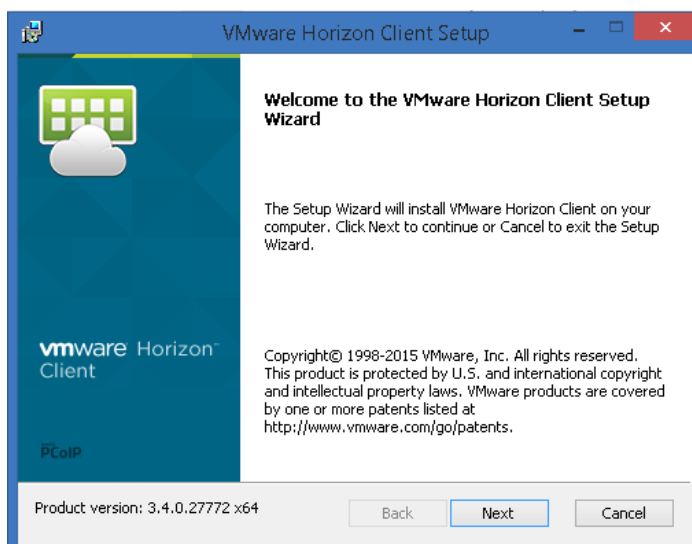 VMware Horizon Client Setup
Welcome to the VMware Horizon Client Setup
Wizard
The Setup Wizard will install VMware Horizon Client on your
computer. Click Next to continue or Cancel to exit the Setup
Wizard.
vmware Horizon™
Client
Copyright© 1998-2015 VMware, Inc. All rights reserved.
This product is protected by U.S. and international copyright
and intellectual property laws. VMware products are covered
by one or more patents listed at
http://www.vmware.com/go/patents.
PCoIP
Product version: 3.4.0.27772 x64
Back
Next
Cancel